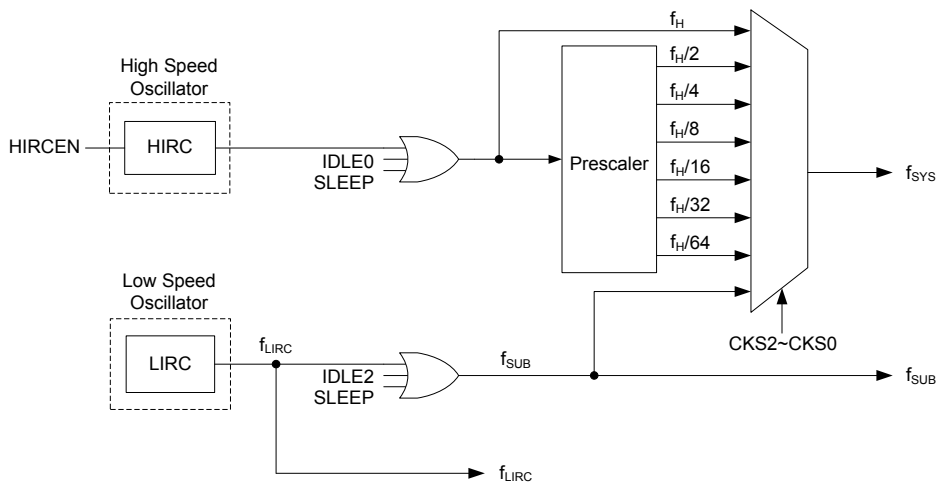 f_H
f_H/2
High Speed
Oscillator
f_H/4
f_H/8
HIRCEN
HIRC
IDLE0
SLEEP
Prescaler
f_H/16
f_SYS
f_H/32
f_H/64
Low Speed
Oscillator
LIRC
f_LIRC
IDLE2
SLEEP
f_SUB
CKS2~CKS0
f_SUB
f_LIRC